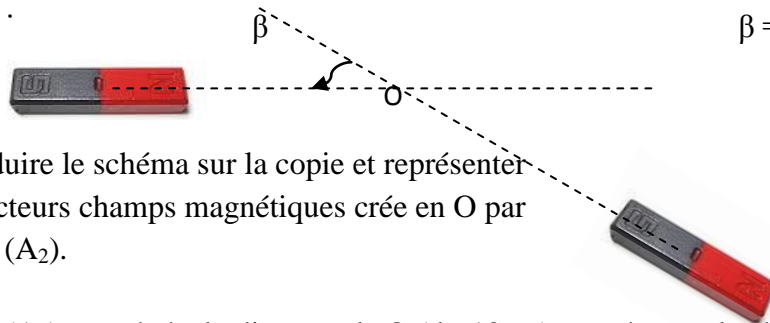 .
β
β =
O
S N
duire le schéma sur la copie et représenter
cteurs champs magnétiques crée en O par
(A₂).
S N